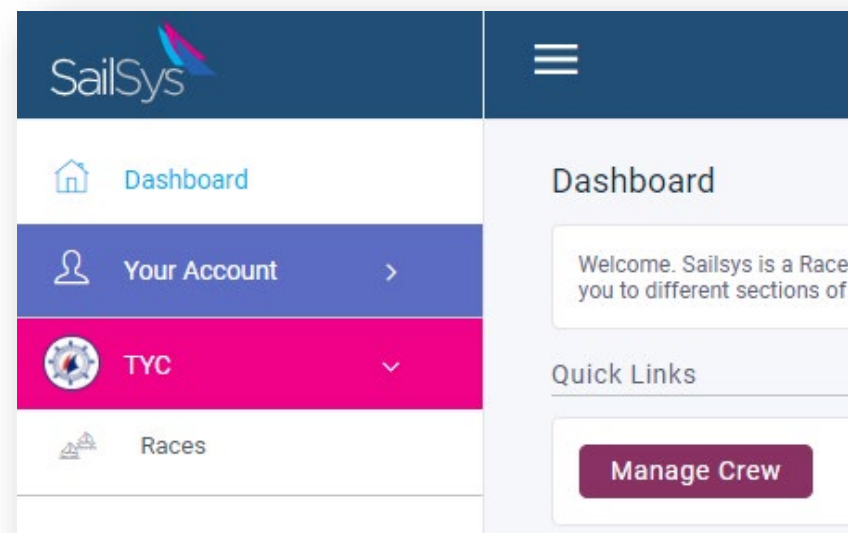 SailSys
Dashboard
Your Account
TYC
Races
Dashboard
Welcome. Sailsys is a Race
you to different sections of
Quick Links
Manage Crew